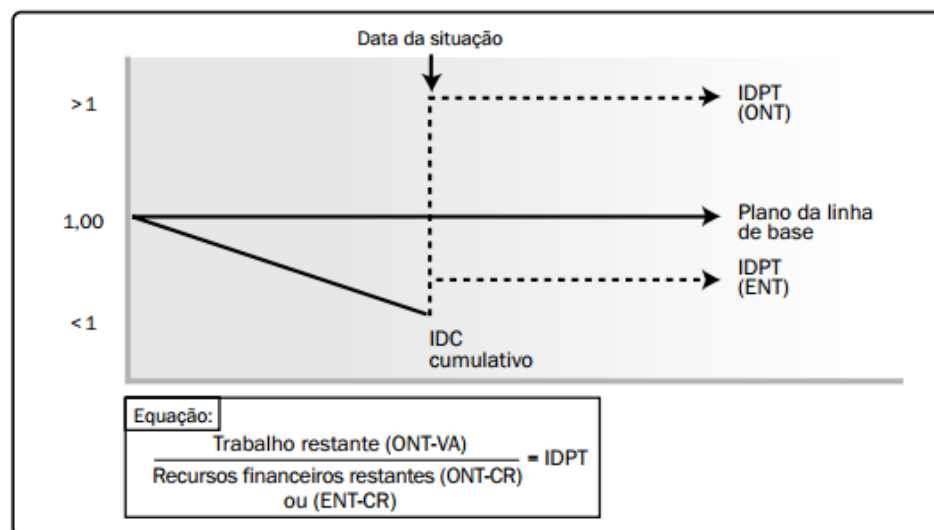 Data da situação
> 1
IDPT
(ONT)
1,00
Plano da linha
de base
IDPT
(ENT)
< 1
IDC
cumulativo
Equação:
Trabalho restante (ONT-VA)
Recursos financeiros restantes (ONT-CR)
ou (ENT-CR)
= IDPT